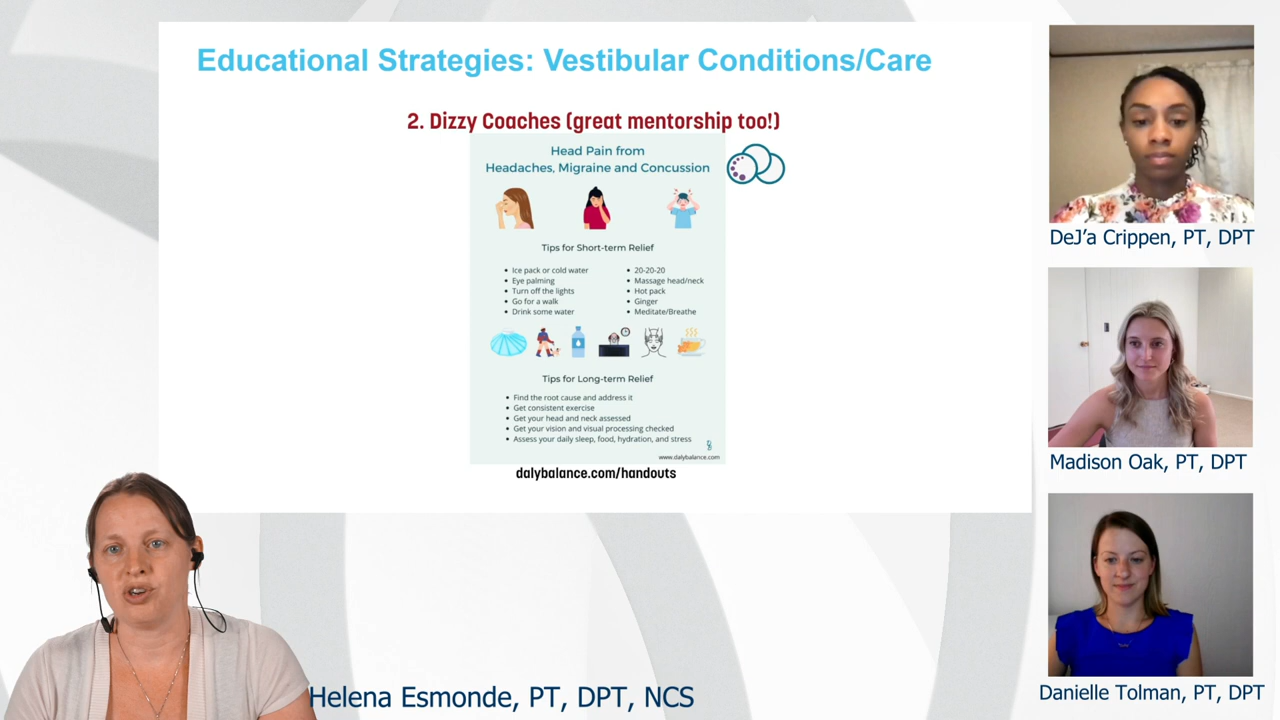 Educational Strategies: Vestibular Conditions/Care
2. Dizzy Coaches (great mentorship too!)
Head Pain from
Headaches, Migraine and Concussion
Tips for Short-term Relief
• Ice pack or cold water
• Eye palming
• Turn off the lights
• Go for a walk
• Drink some water
• 20-20-20
• Massage head/neck
• Hot pack
• Ginger
• Meditate/Breathe
Tips for Long-term Relief
• Find the root cause and address it
• Get consistent exercise
• Get your head and neck assessed
• Get your vision and visual processing checked
• Assess your daily sleep, food, hydration, and stress
www.dalybalance.com
dalybalance.com/handouts
DeJ’a Crippen, PT, DPT
Madison Oak, PT, DPT
Danielle Tolman, PT, DPT
Helena Esmonde, PT, DPT, NCS